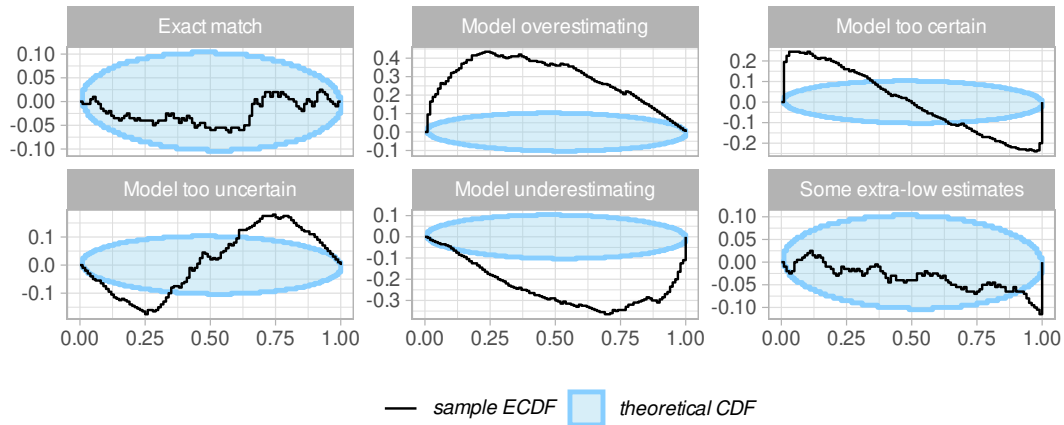 Exact match
Model overestimating
Model too certain
0.10
0.05
0.00
-0.05
-0.10
0.4
0.3
0.2
0.1
0.0
-0.1
0.2
0.1
0.0
-0.1
-0.2
Model too uncertain
Model underestimating
Some extra-low estimates
0.1
0.0
-0.1
0.1
0.0
-0.1
-0.2
-0.3
0.10
0.05
0.00
-0.05
-0.10
0.00 0.25 0.50 0.75 1.00
0.00 0.25 0.50 0.75 1.00
0.00 0.25 0.50 0.75 1.00
sample ECDF
theoretical CDF